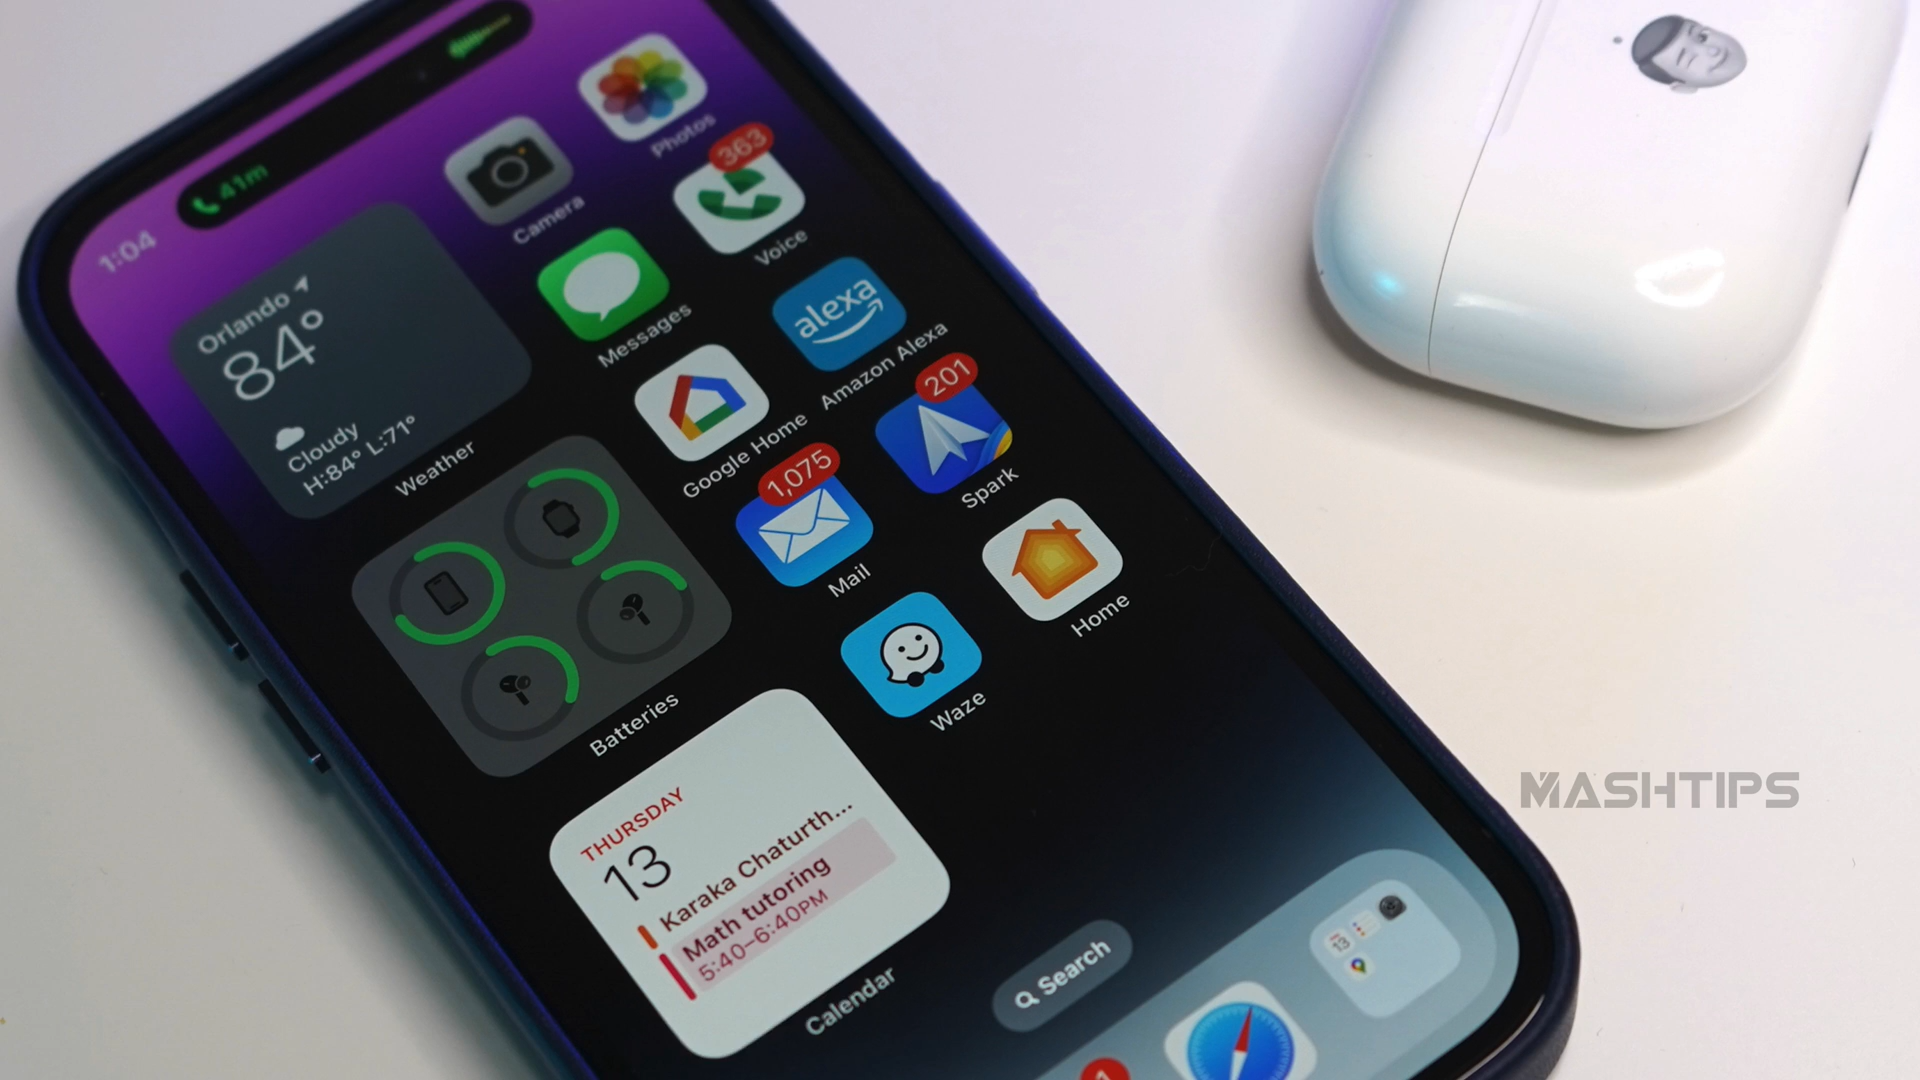 1:04
41m
Orlando
84°
Cloudy
H:84° L:71°
Weather
Camera
Photos
Messages
363
Voice
Google Home
alexa
Amazon Alexa
Batteries
1,075
Mail
201
Spark
Waze
Home
THURSDAY
13
Karaka Chaturth...
Math tutoring
5:40–6:40PM
Calendar
Search
13
1
MASHTIPS